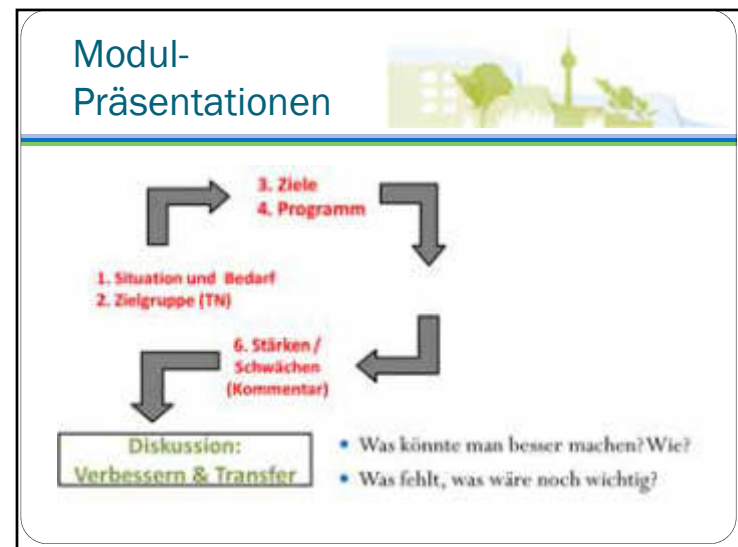 Modul-
Präsentationen
3. Ziele
4. Programm
1. Situation und Bedarf
2. Zielgruppe (TN)
6. Stärken /
Schwächen
(Kommentar)
Diskussion:
Verbessern & Transfer
• Was könnte man besser machen? Wie?
• Was fehlt, was wäre noch wichtig?